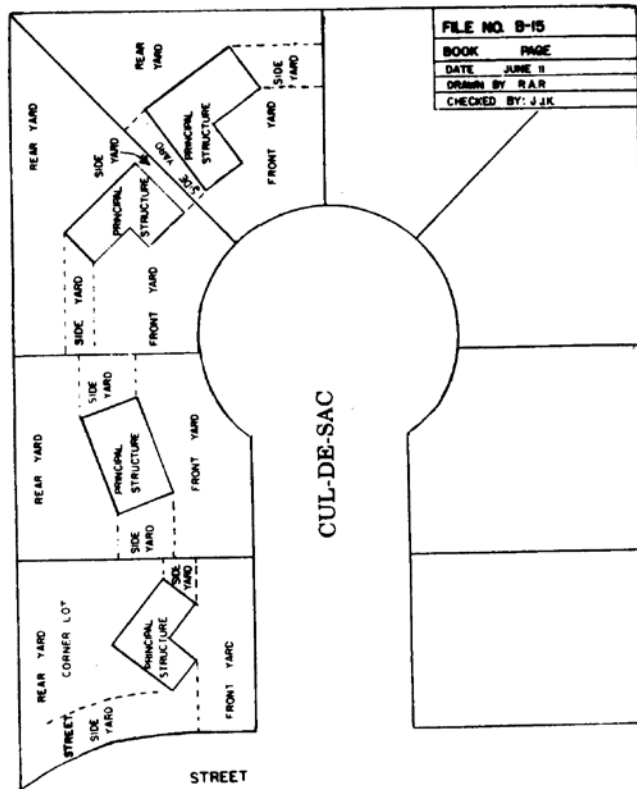 FILE NO. B-15
BOOK PAGE
DATE JUNE 11
DRAWN BY R.A.R
CHECKED BY: J.J.K
REAR YARD
SIDE
YARD
PRINCIPAL
STRUCTURE
FRONT YARD
SIDE YARD
REAR YARD
SIDE
YARD
PRINCIPAL
STRUCTURE
SIDE YARD
FRONT YARD
SIDE
YARD
REAR YARD
PRINCIPAL
STRUCTURE
FRONT YARD
SIDE
YARD
CUL-DE-SAC
SIDE
YARD
REAR YARD
CORNER LOT
PRINCIPAL
STRUCTURE
FRONT YARD
STREET
SIDE
YARD
STREET